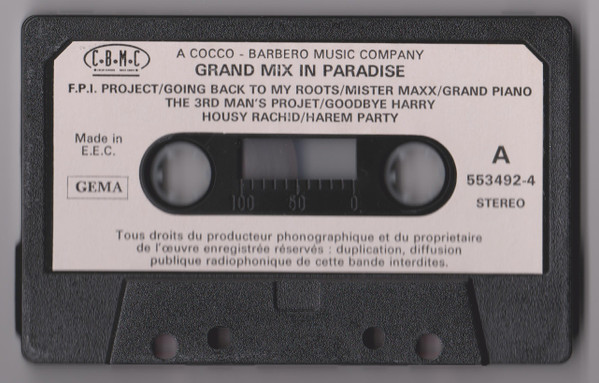 C·B·M·C
A COCCO - BARBERO MUSIC COMPANY
GRAND MIX IN PARADISE
F.P.I. PROJECT/GOING BACK TO MY ROOTS/MISTER MAXX/GRAND PIANO
THE 3RD MAN'S PROJET/GOODBYE HARRY
HOUSY RACHID/HAREM PARTY
Made in
E.E.C.
GEMA
A
553492-4
STEREO
100 50 0
Tous droits du producteur phonographique et du proprietaire
de l'œuvre enregistrée réservés : duplication, diffusion
publique radiophonique de cette bande interdites.